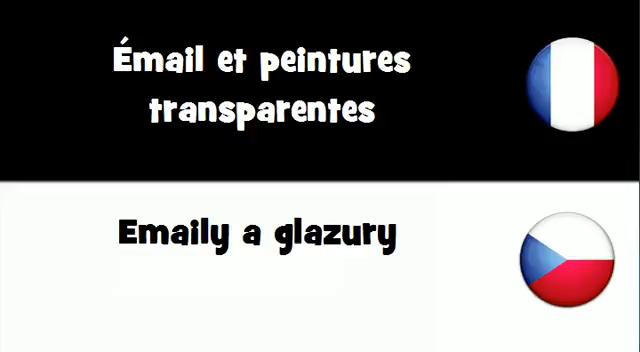 Émail et peintures
transparentes
Emaily a glazury